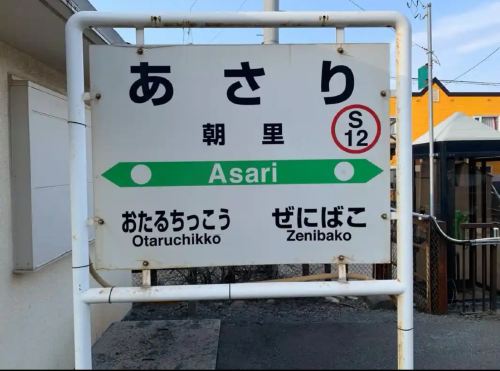 あさり
朝里
S
12
Asari
おたるちっこう ぜにばこ
Otaruchikko Zenibako